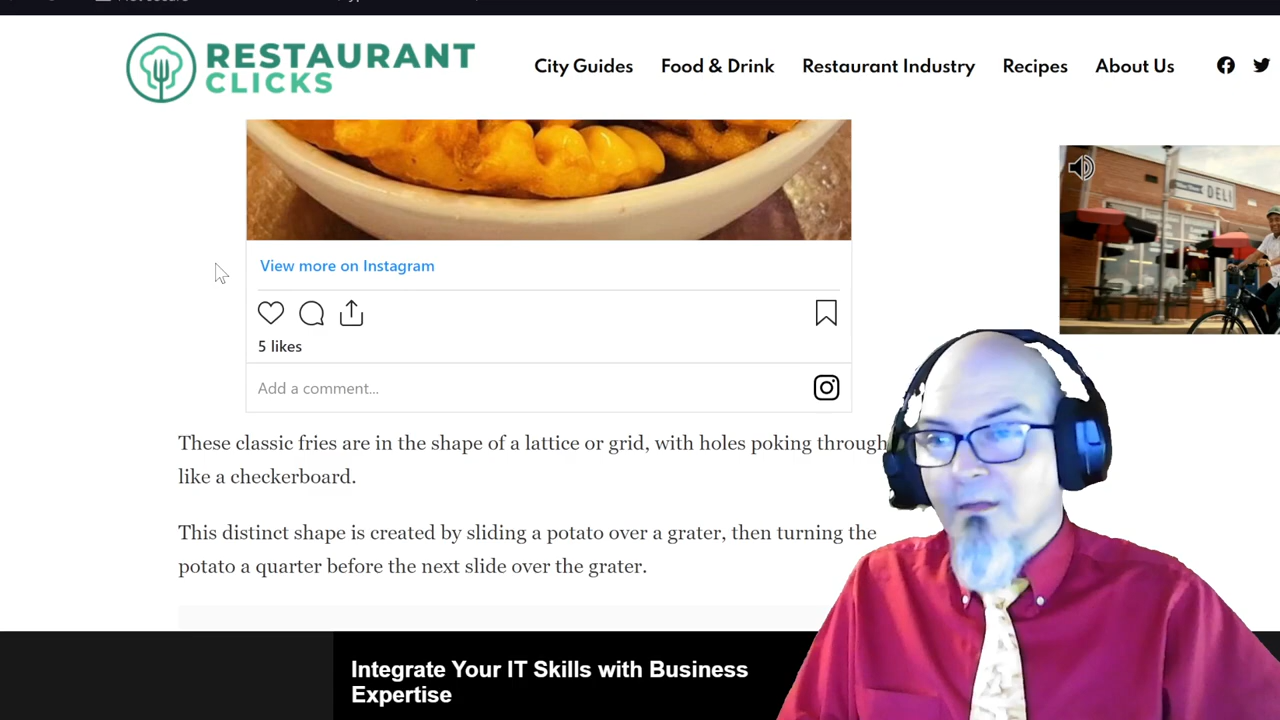 RESTAURANT
CLICKS
City Guides
Food & Drink
Restaurant Industry
Recipes
About Us
DELI
View more on Instagram
5 likes
Add a comment...
These classic fries are in the shape of a lattice or grid, with holes poking through
like a checkerboard.
This distinct shape is created by sliding a potato over a grater, then turning the
potato a quarter before the next slide over the grater.
Integrate Your IT Skills with Business
Expertise